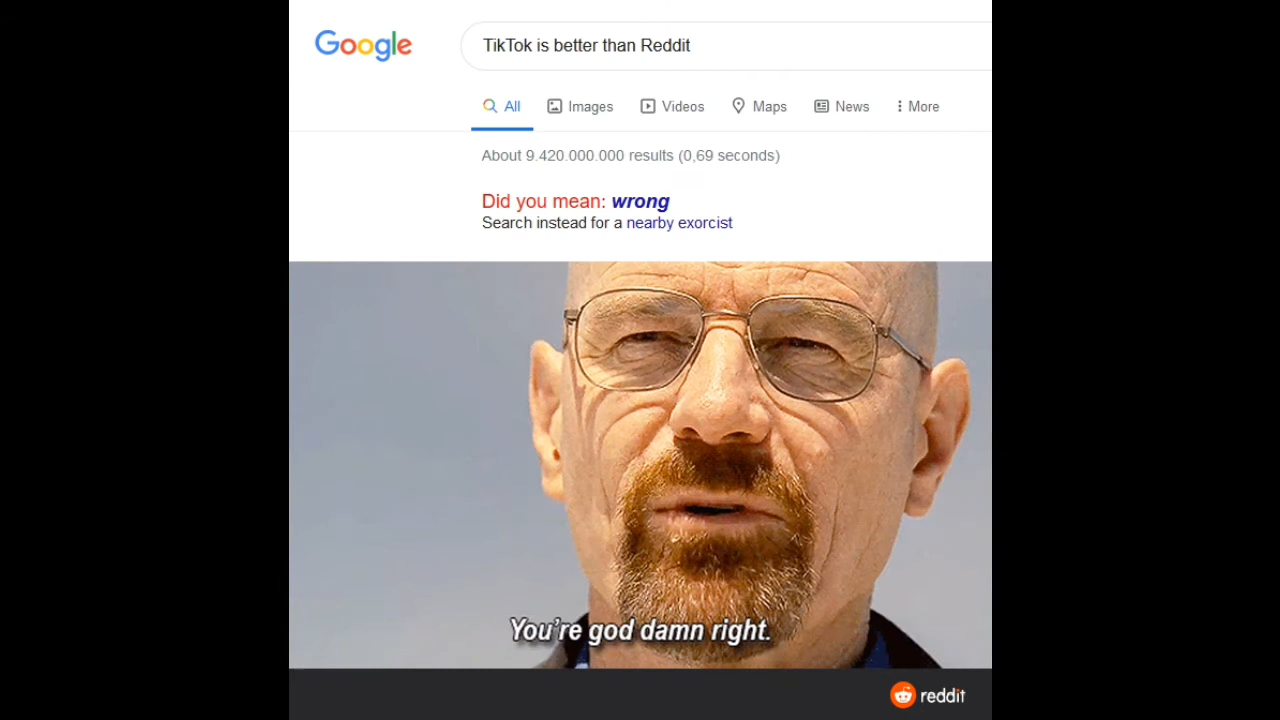 Google
TikTok is better than Reddit
All Images Videos Maps News More
About 9.420.000.000 results (0,69 seconds)
Did you mean: wrong
Search instead for a nearby exorcist
You're god damn right.
reddit